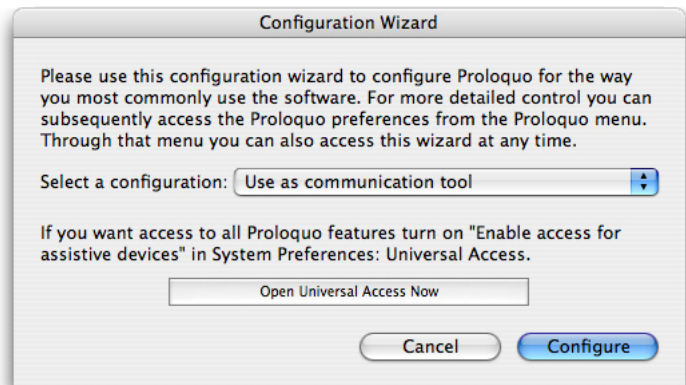 Configuration Wizard
Please use this configuration wizard to configure Proloquo for the way
you most commonly use the software. For more detailed control you can
subsequently access the Proloquo preferences from the Proloquo menu.
Through that menu you can also access this wizard at any time.
Select a configuration: Use as communication tool
If you want access to all Proloquo features turn on "Enable access for
assistive devices" in System Preferences: Universal Access.
Open Universal Access Now
Cancel Configure